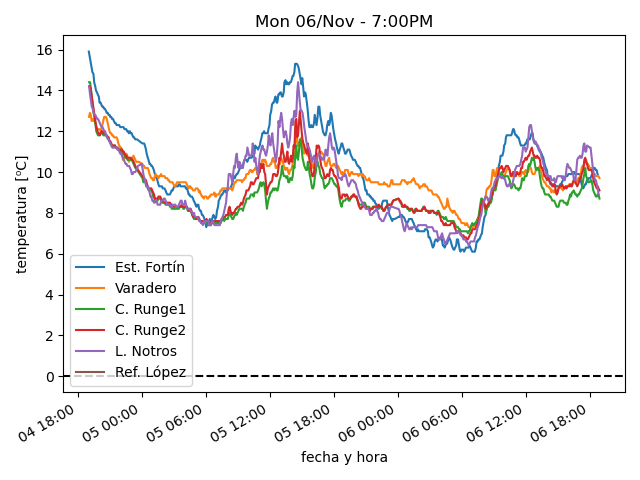 Mon 06/Nov - 7:00PM
temperatura [ºC]
16
14
12
10
8
6
4
2
0
Est. Fortín
Varadero
C. Runge1
C. Runge2
L. Notros
Ref. López
04 18:00
05 00:00
05 06:00
05 12:00
05 18:00
06 00:00
06 06:00
06 12:00
06 18:00
fecha y hora